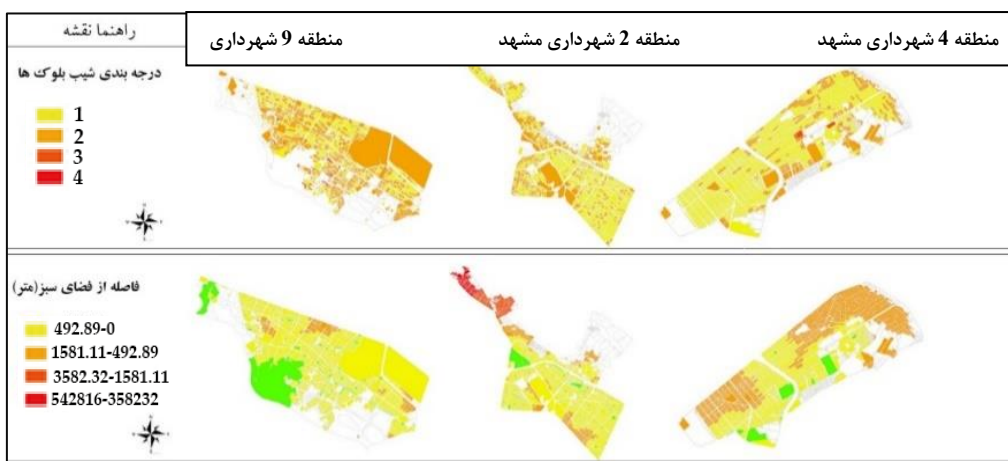 راهنما نقشه
منطقه 9 شهرداری
منطقه 2 شهرداری مشهد
منطقه 4 شهرداری مشهد
درجه بندی شیب بلوک ها
1
2
3
4
فاصله از فضای سبز(متر)
492.89-0
1581.11-492.89
3582.32-1581.11
542816-358232